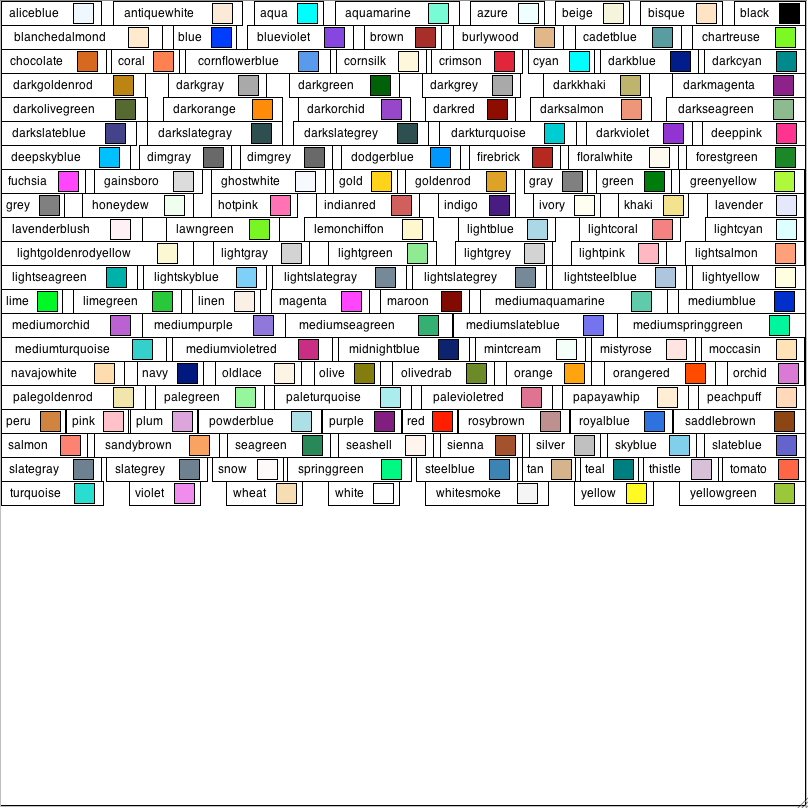 aliceblue antiquewhite aqua aquamarine azure beige bisque black
blanchedalmond blue blueviolet brown burlywood cadetblue chartreuse
chocolate coral cornflowerblue cornsilk crimson cyan darkblue darkcyan
darkgoldenrod darkgray darkgreen darkgrey darkkhaki darkmagenta
darkolivegreen darkorange darkorchid darkred darksalmon darkseagreen
darkslateblue darkslategray darkslategrey darkturquoise darkviolet deeppink
deepskyblue dimgray dimgrey dodgerblue firebrick floralwhite forestgreen
fuchsia gainsboro ghostwhite gold goldenrod gray green greenyellow
grey honeydew hotpink indianred indigo ivory khaki lavender
lavenderblush lawngreen lemonchiffon lightblue lightcoral lightcyan
lightgoldenrodyellow lightgray lightgreen lightgrey lightpink lightsalmon
lightseagreen lightskyblue lightslategray lightslategrey lightsteelblue lightyellow
lime limegreen linen magenta maroon mediumaquamarine mediumblue
mediumorchid mediumpurple mediumseagreen mediumslateblue mediumspringgreen
mediumturquoise mediumvioletred midnightblue mintcream mistyrose moccasin
navajowhite navy oldlace olive olivedrab orange orangered orchid
palegoldenrod palegreen paleturquoise palevioletred papayawhip peachpuff
peru pink plum powderblue purple red rosybrown royalblue saddlebrown
salmon sandybrown seagreen seashell sienna silver skyblue slateblue
slategray slategrey snow springgreen steelblue tan teal thistle tomato
turquoise violet wheat white whitesmoke yellow yellowgreen